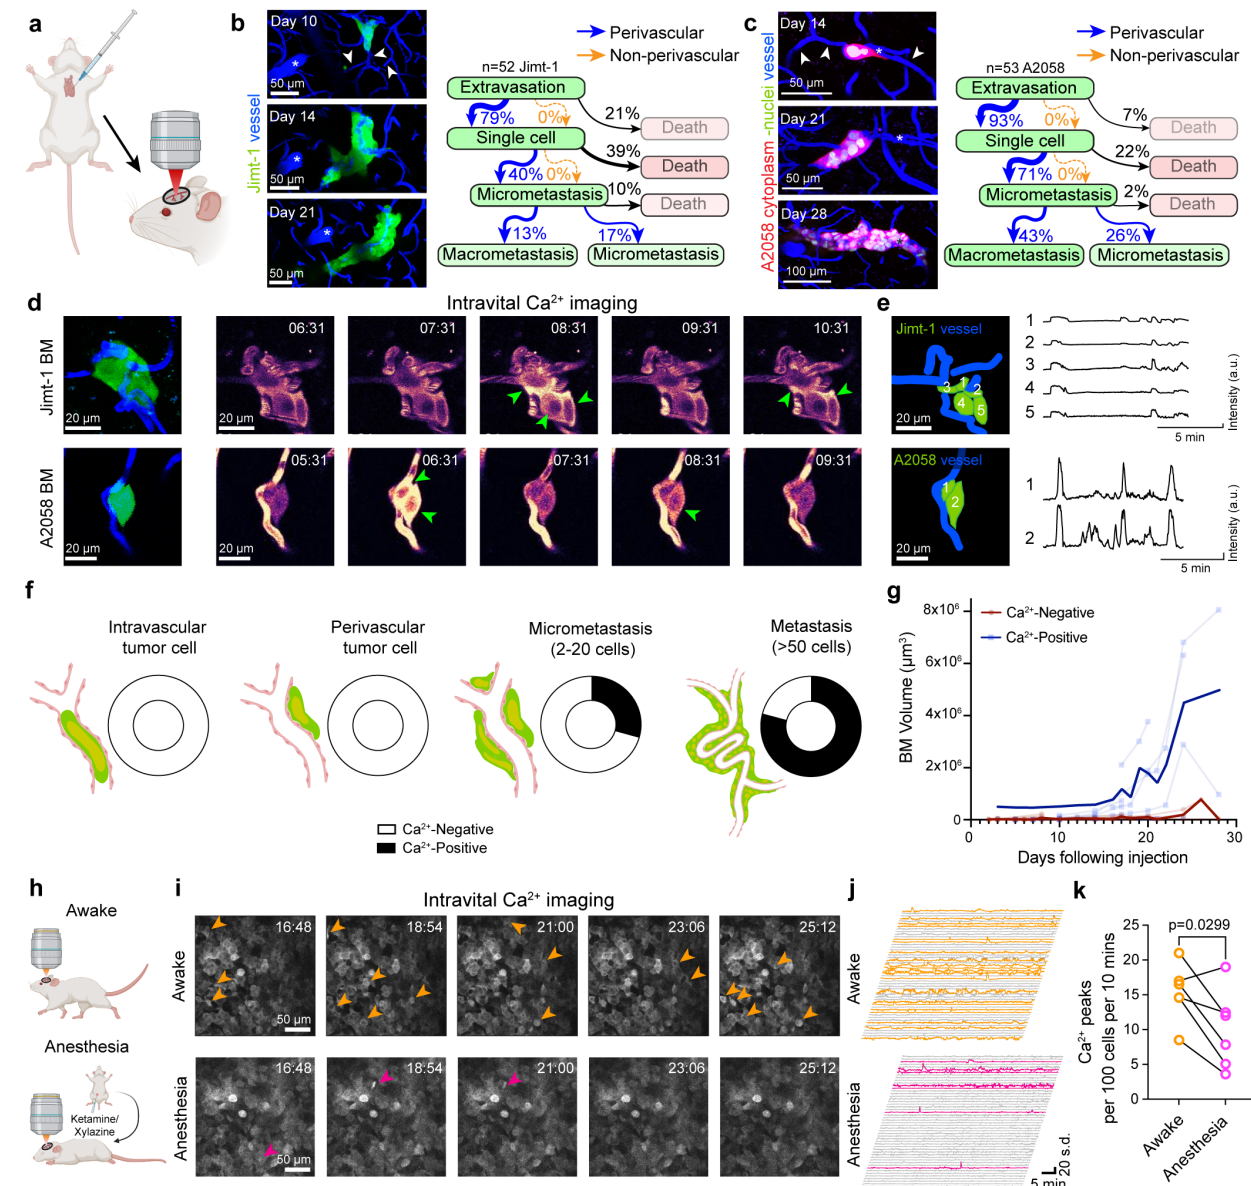 a
b
Day 10
*
50 µm
Day 14
*
50 µm
Day 21
*
50 µm
Jimt-1 vessel
Perivascular
Non-perivascular
n=52 Jimt-1
Extravasation
79%
0%
21%
Death
Single cell
40%
0%
39%
Death
Micrometastasis
10%
Death
13%
17%
Macrometastasis
Micrometastasis
c
Day 14
*
50 µm
Day 21
*
50 µm
Day 28
*
100 µm
A2058 cytoplasm -nuclei vessel
Perivascular
Non-perivascular
n=53 A2058
Extravasation
93%
0%
7%
Death
Single cell
71%
0%
22%
Death
Micrometastasis
2%
Death
43%
26%
Macrometastasis
Micrometastasis
d
Intravital Ca²⁺ imaging
Jimt-1 BM
20 µm
06:31
07:31
08:31
09:31
10:31
20 µm
A2058 BM
20 µm
05:31
06:31
07:31
08:31
09:31
20 µm
e
Jimt-1 vessel
3
1
2
4
5
20 µm
1
2
3
4
5
Intensity (a.u.)
5 min
A2058 vessel
1
2
20 µm
1
2
Intensity (a.u.)
5 min
f
Intravascular
tumor cell
Perivascular
tumor cell
Micrometastasis
(2-20 cells)
Metastasis
(>50 cells)
Ca²⁺-Negative
Ca²⁺-Positive
g
Ca²⁺-Negative
Ca²⁺-Positive
BM Volume (µm³)
8x10⁶
6x10⁶
4x10⁶
2x10⁶
0
0
10
20
30
Days following injection
h
Awake
Anesthesia
Ketamine/
Xylazine
i
Intravital Ca²⁺ imaging
Awake
16:48
50 µm
18:54
21:00
23:06
25:12
Anesthesia
16:48
50 µm
18:54
21:00
23:06
25:12
j
Awake
Anesthesia
20 s.d.
5 min
k
p=0.0299
Ca²⁺ peaks
per 100 cells per 10 mins
25
20
15
10
5
0
Awake
Anesthesia